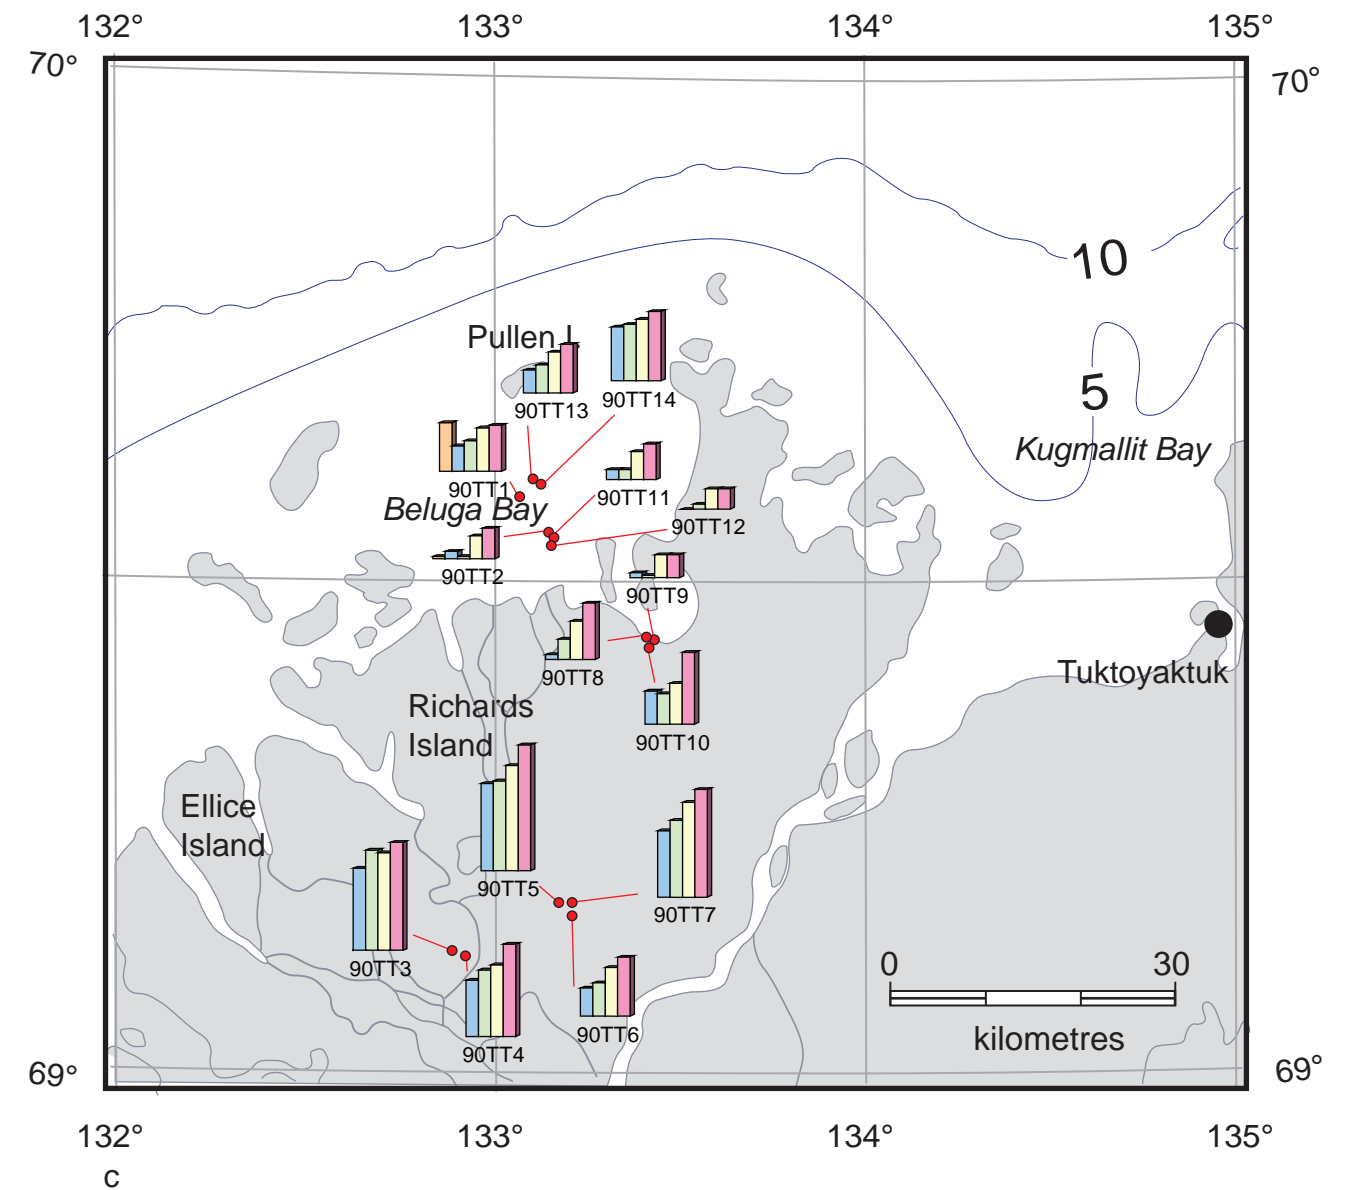 132° 133° 134° 135°
70° 70°
10
Pullen I.
90TT13 90TT14
5
Kugmallit Bay
90TT1 90TT11
Beluga Bay
90TT12
90TT2
90TT9
Tuktoyaktuk
90TT8
Richards
Island
90TT10
Ellice
Island
90TT5
90TT7
90TT3
0 30
90TT6
kilometres
90TT4
69° 69°
132° 133° 134° 135°
c